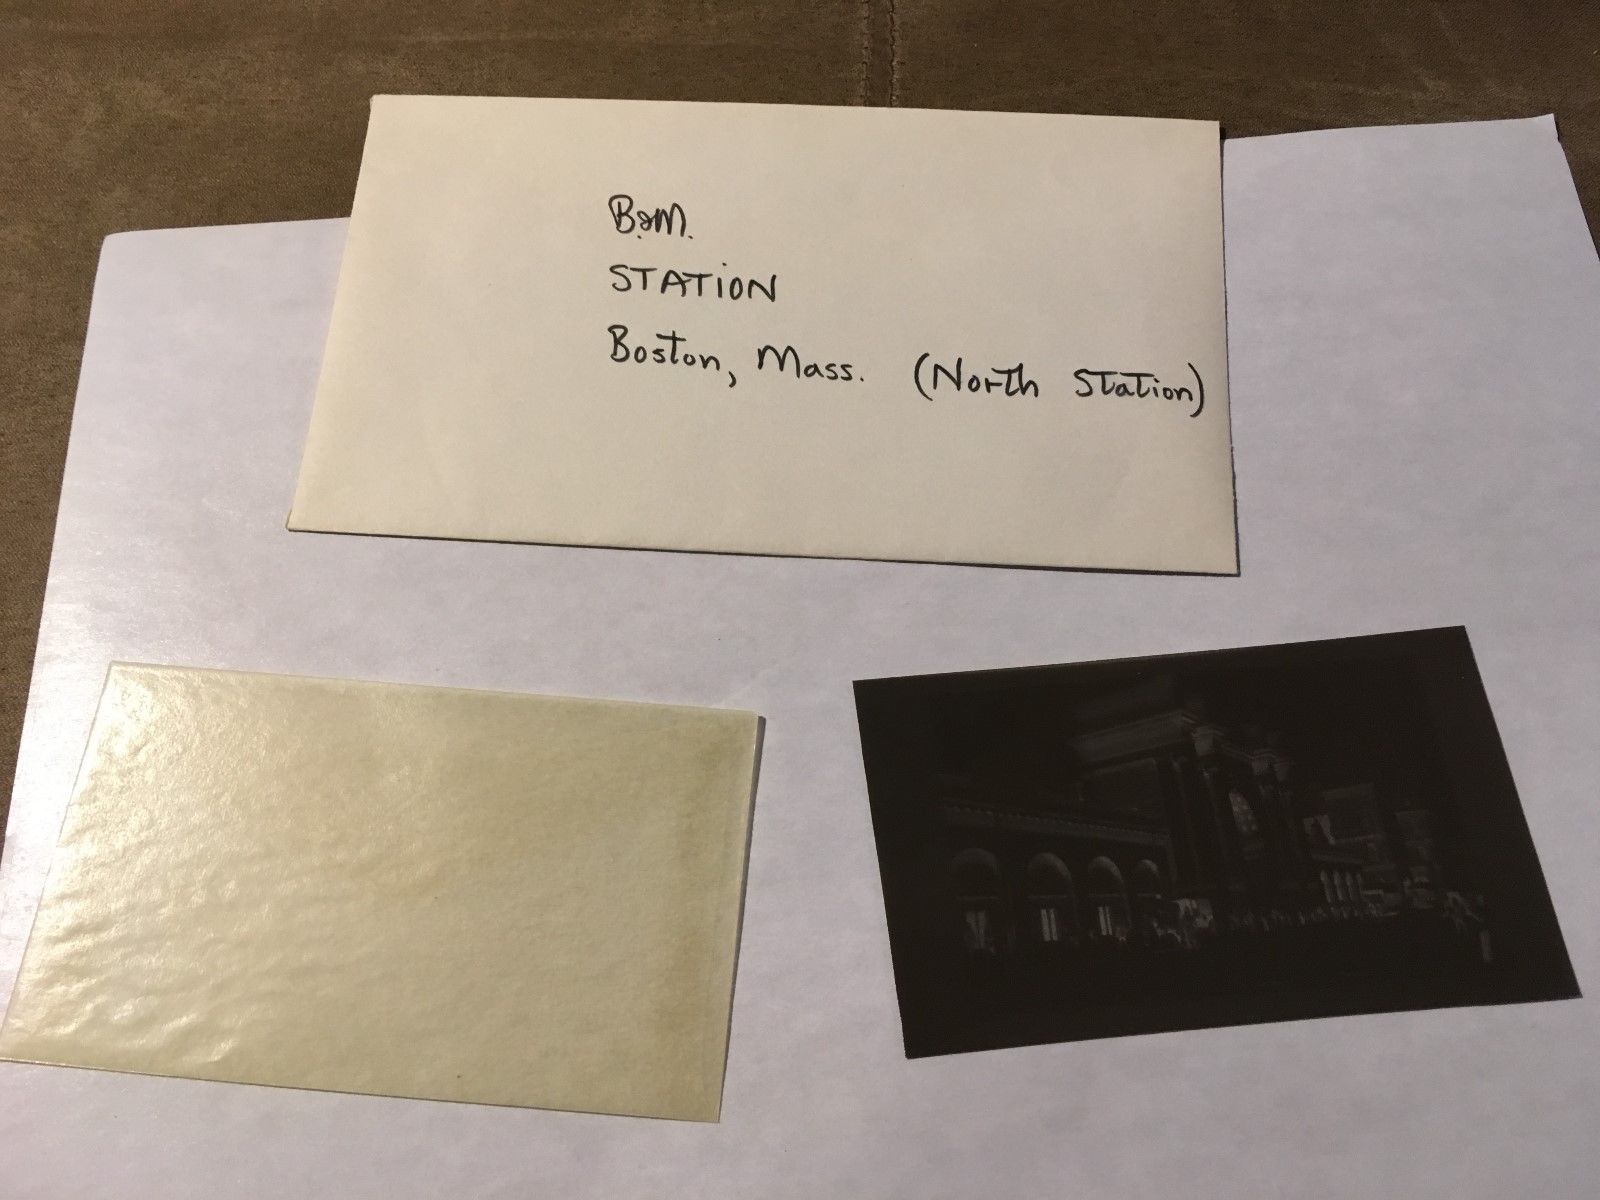 B.&M.
STATION
Boston, Mass. (North Station)